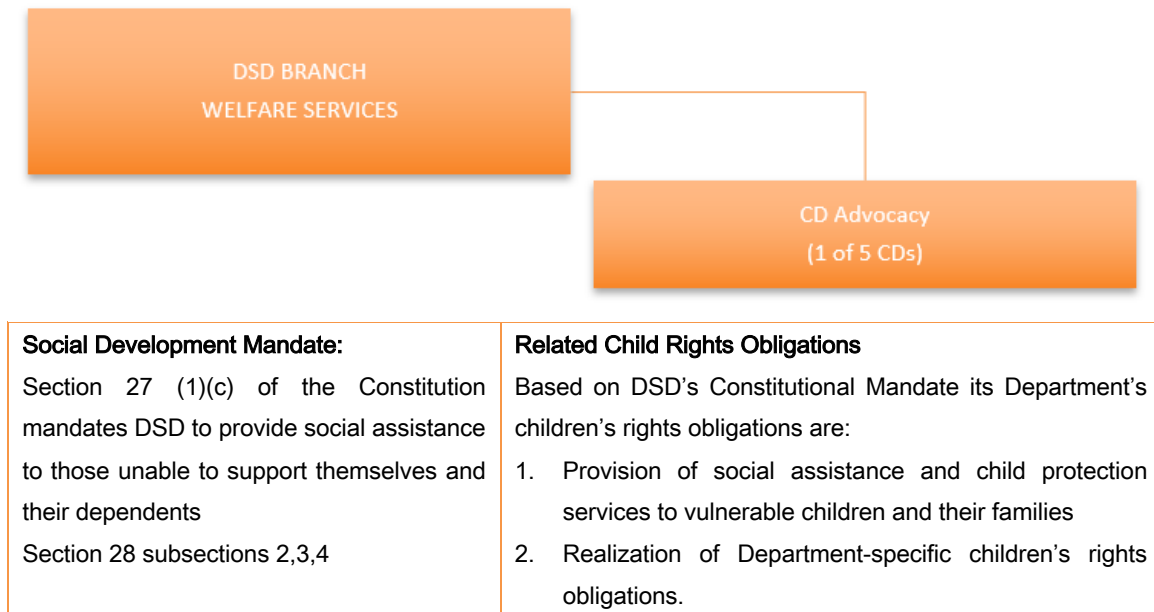 DSD BRANCH
WELFARE SERVICES
CD Advocacy
(1 of 5 CDs)
Social Development Mandate:
Section 27 (1)(c) of the Constitution
mandates DSD to provide social assistance
to those unable to support themselves and
their dependents
Section 28 subsections 2,3,4
Related Child Rights Obligations
Based on DSD’s Constitutional Mandate its Department’s
children’s rights obligations are:
1. Provision of social assistance and child protection
services to vulnerable children and their families
2. Realization of Department-specific children’s rights
obligations.